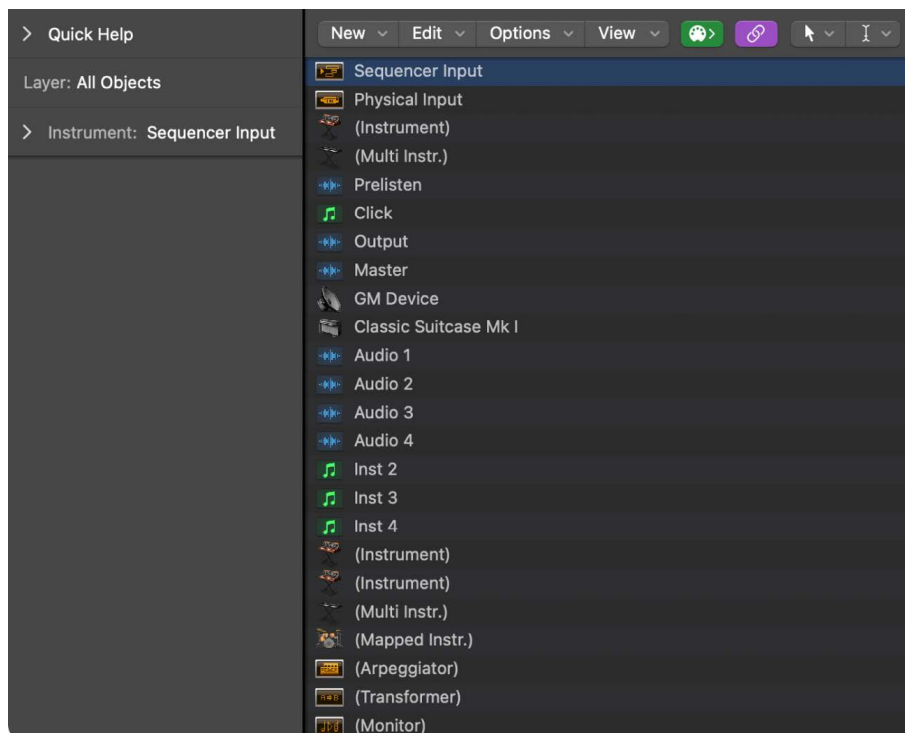 Quick Help
Layer: All Objects
Instrument: Sequencer Input
New Edit Options View
Sequencer Input
Physical Input
(Instrument)
(Multi Instr.)
Prelisten
Click
Output
Master
GM Device
Classic Suitcase Mk I
Audio 1
Audio 2
Audio 3
Audio 4
Inst 2
Inst 3
Inst 4
(Instrument)
(Instrument)
(Multi Instr.)
(Mapped Instr.)
(Arpeggiator)
(Transformer)
(Monitor)